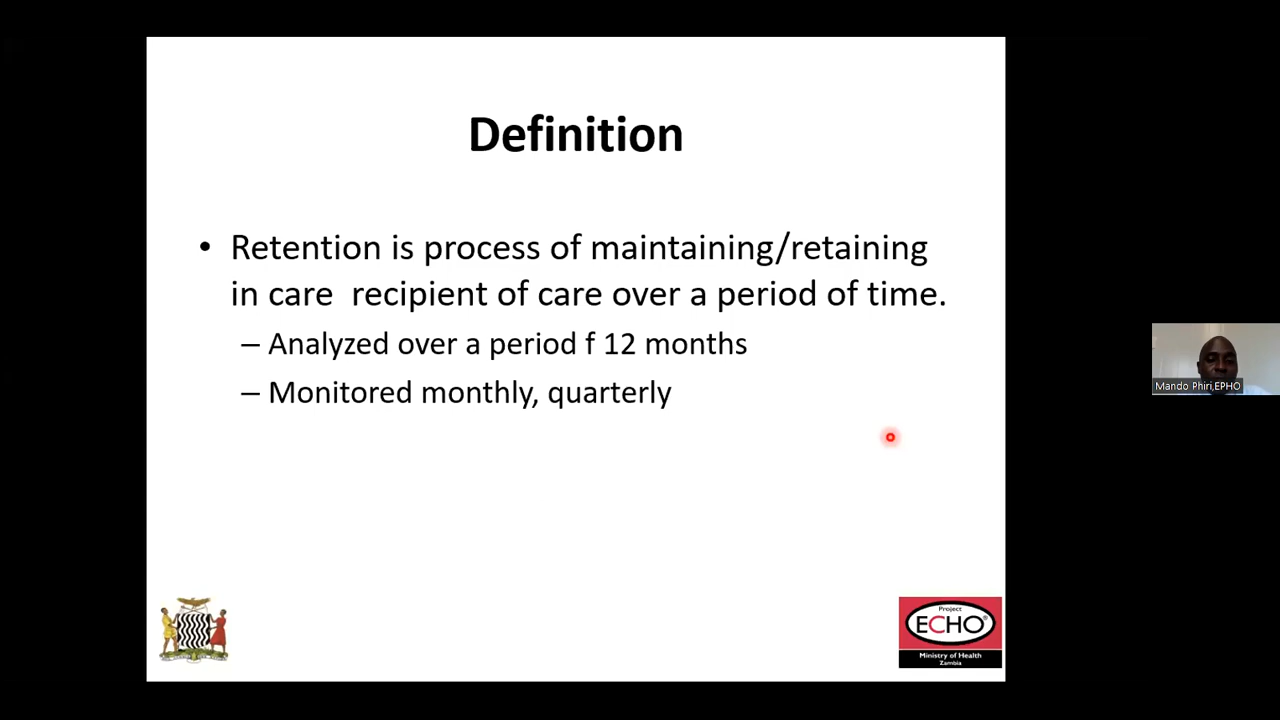 Definition
• Retention is process of maintaining/retaining
in care recipient of care over a period of time.
– Analyzed over a period f 12 months
– Monitored monthly, quarterly
Mando Phiri,EPHO
Project
ECHO®
Ministry of Health
Zambia